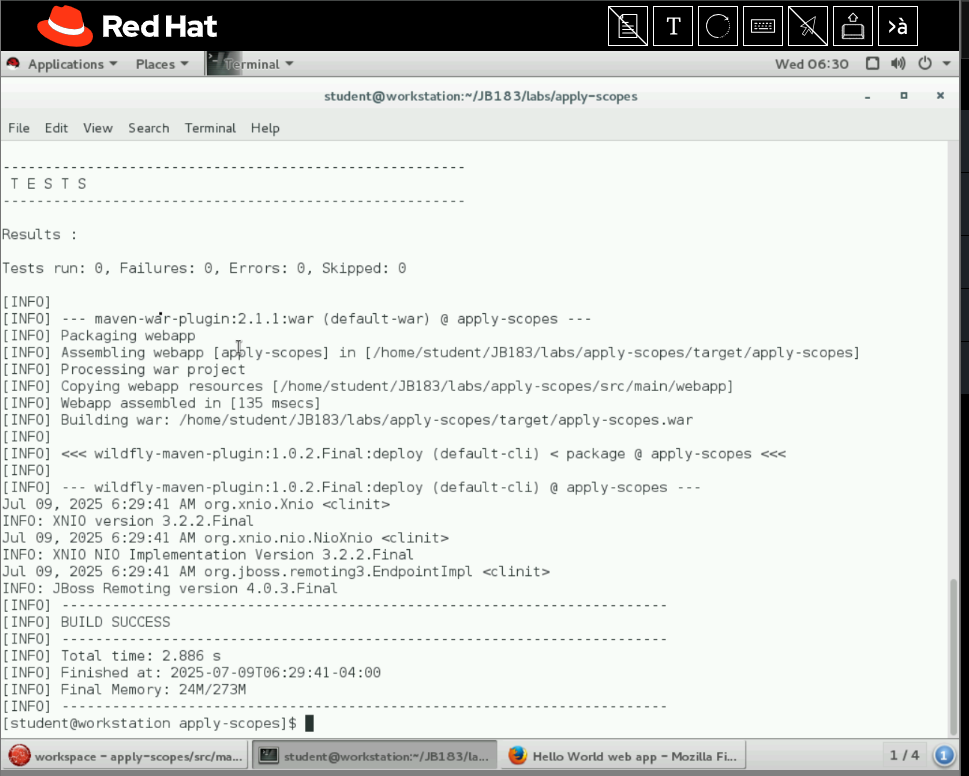 Red Hat
T
>à
Applications Places Terminal Wed 06:30
student@workstation:~/JB183/labs/apply-scopes
File Edit View Search Terminal Help
-------------------------------------------------------
 T E S T S
-------------------------------------------------------
Results :
Tests run: 0, Failures: 0, Errors: 0, Skipped: 0
[INFO]
[INFO] --- maven-war-plugin:2.1.1:war (default-war) @ apply-scopes ---
[INFO] Packaging webapp
[INFO] Assembling webapp [apply-scopes] in [/home/student/JB183/labs/apply-scopes/target/apply-scopes]
[INFO] Processing war project
[INFO] Copying webapp resources [/home/student/JB183/labs/apply-scopes/src/main/webapp]
[INFO] Webapp assembled in [135 msecs]
[INFO] Building war: /home/student/JB183/labs/apply-scopes/target/apply-scopes.war
[INFO]
[INFO] <<< wildfly-maven-plugin:1.0.2.Final:deploy (default-cli) < package @ apply-scopes <<<
[INFO]
[INFO] --- wildfly-maven-plugin:1.0.2.Final:deploy (default-cli) @ apply-scopes ---
Jul 09, 2025 6:29:41 AM org.xnio.Xnio <clinit>
INFO: XNIO version 3.2.2.Final
Jul 09, 2025 6:29:41 AM org.xnio.nio.NioXnio <clinit>
INFO: XNIO NIO Implementation Version 3.2.2.Final
Jul 09, 2025 6:29:41 AM org.jboss.remoting3.EndpointImpl <clinit>
INFO: JBoss Remoting version 4.0.3.Final
[INFO] ------------------------------------------------------------------------
[INFO] BUILD SUCCESS
[INFO] ------------------------------------------------------------------------
[INFO] Total time: 2.886 s
[INFO] Finished at: 2025-07-09T06:29:41-04:00
[INFO] Final Memory: 24M/273M
[INFO] ------------------------------------------------------------------------
[student@workstation apply-scopes]$
workspace - apply-scopes/src/ma... student@workstation:~/JB183/la... Hello World web app - Mozilla Fi... 1 / 4 1